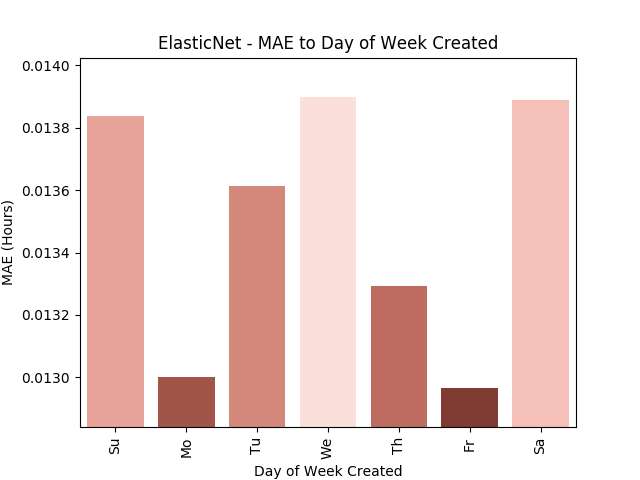 ElasticNet - MAE to Day of Week Created
MAE (Hours)
0.0140
0.0138
0.0136
0.0134
0.0132
0.0130
Su
Mo
Tu
We
Th
Fr
Sa
Day of Week Created